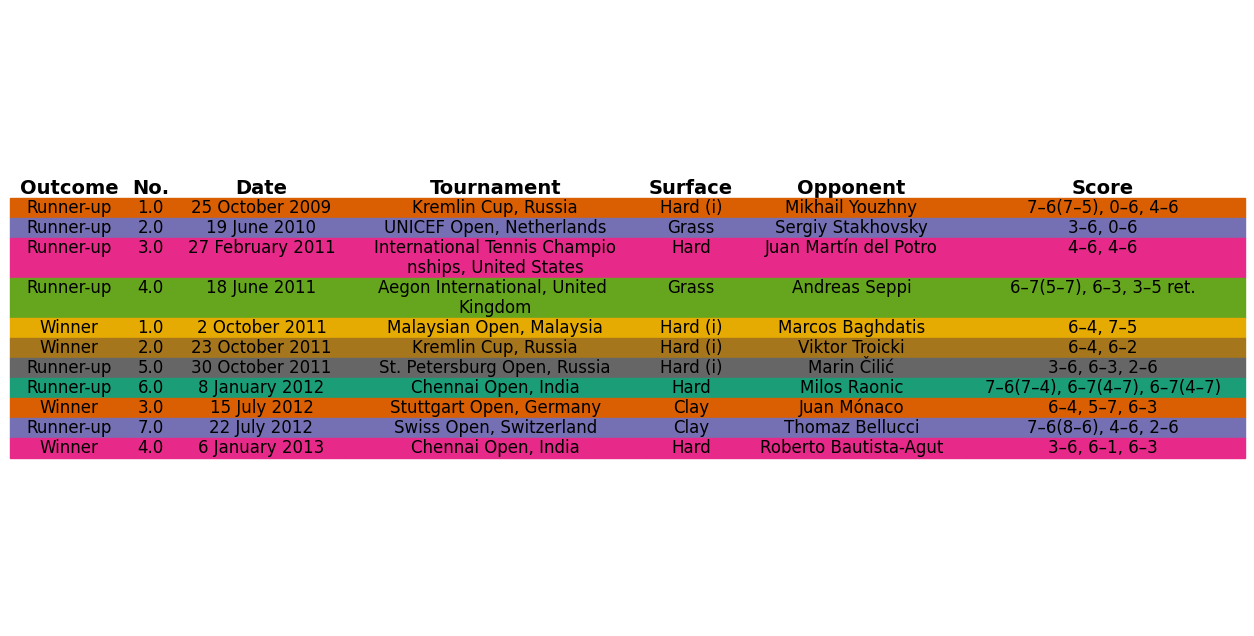 Outcome No. Date Tournament Surface Opponent Score
Runner-up 1.0 25 October 2009 Kremlin Cup, Russia Hard (i) Mikhail Youzhny 7–6(7–5), 0–6, 4–6
Runner-up 2.0 19 June 2010 UNICEF Open, Netherlands Grass Sergiy Stakhovsky 3–6, 0–6
Runner-up 3.0 27 February 2011 International Tennis Champio Hard Juan Martín del Potro 4–6, 4–6
nships, United States
Runner-up 4.0 18 June 2011 Aegon International, United Grass Andreas Seppi 6–7(5–7), 6–3, 3–5 ret.
Kingdom
Winner 1.0 2 October 2011 Malaysian Open, Malaysia Hard (i) Marcos Baghdatis 6–4, 7–5
Winner 2.0 23 October 2011 Kremlin Cup, Russia Hard (i) Viktor Troicki 6–4, 6–2
Runner-up 5.0 30 October 2011 St. Petersburg Open, Russia Hard (i) Marin Čilić 3–6, 6–3, 2–6
Runner-up 6.0 8 January 2012 Chennai Open, India Hard Milos Raonic 7–6(7–4), 6–7(4–7), 6–7(4–7)
Winner 3.0 15 July 2012 Stuttgart Open, Germany Clay Juan Mónaco 6–4, 5–7, 6–3
Runner-up 7.0 22 July 2012 Swiss Open, Switzerland Clay Thomaz Bellucci 7–6(8–6), 4–6, 2–6
Winner 4.0 6 January 2013 Chennai Open, India Hard Roberto Bautista-Agut 3–6, 6–1, 6–3